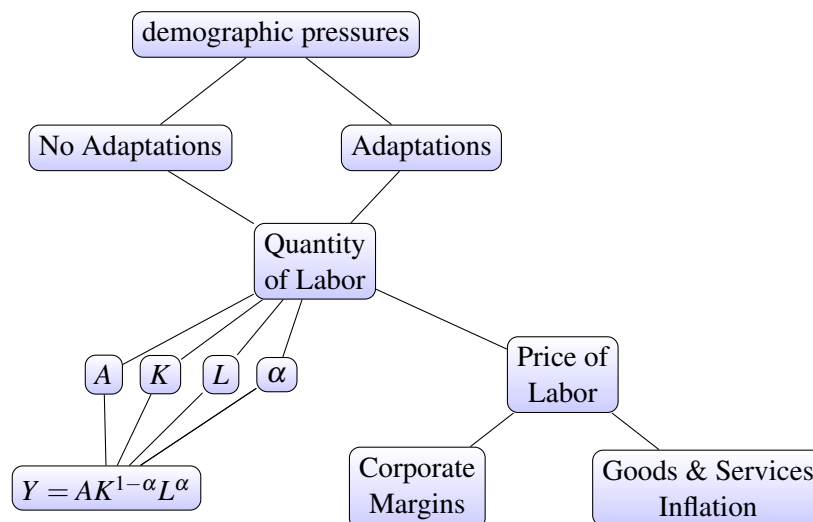 demographic pressures
No Adaptations
Adaptations
Quantity
of Labor
A
K
L
α
Price of
Labor
Y = AK^{1−α}L^{α}
Corporate
Margins
Goods & Services
Inflation